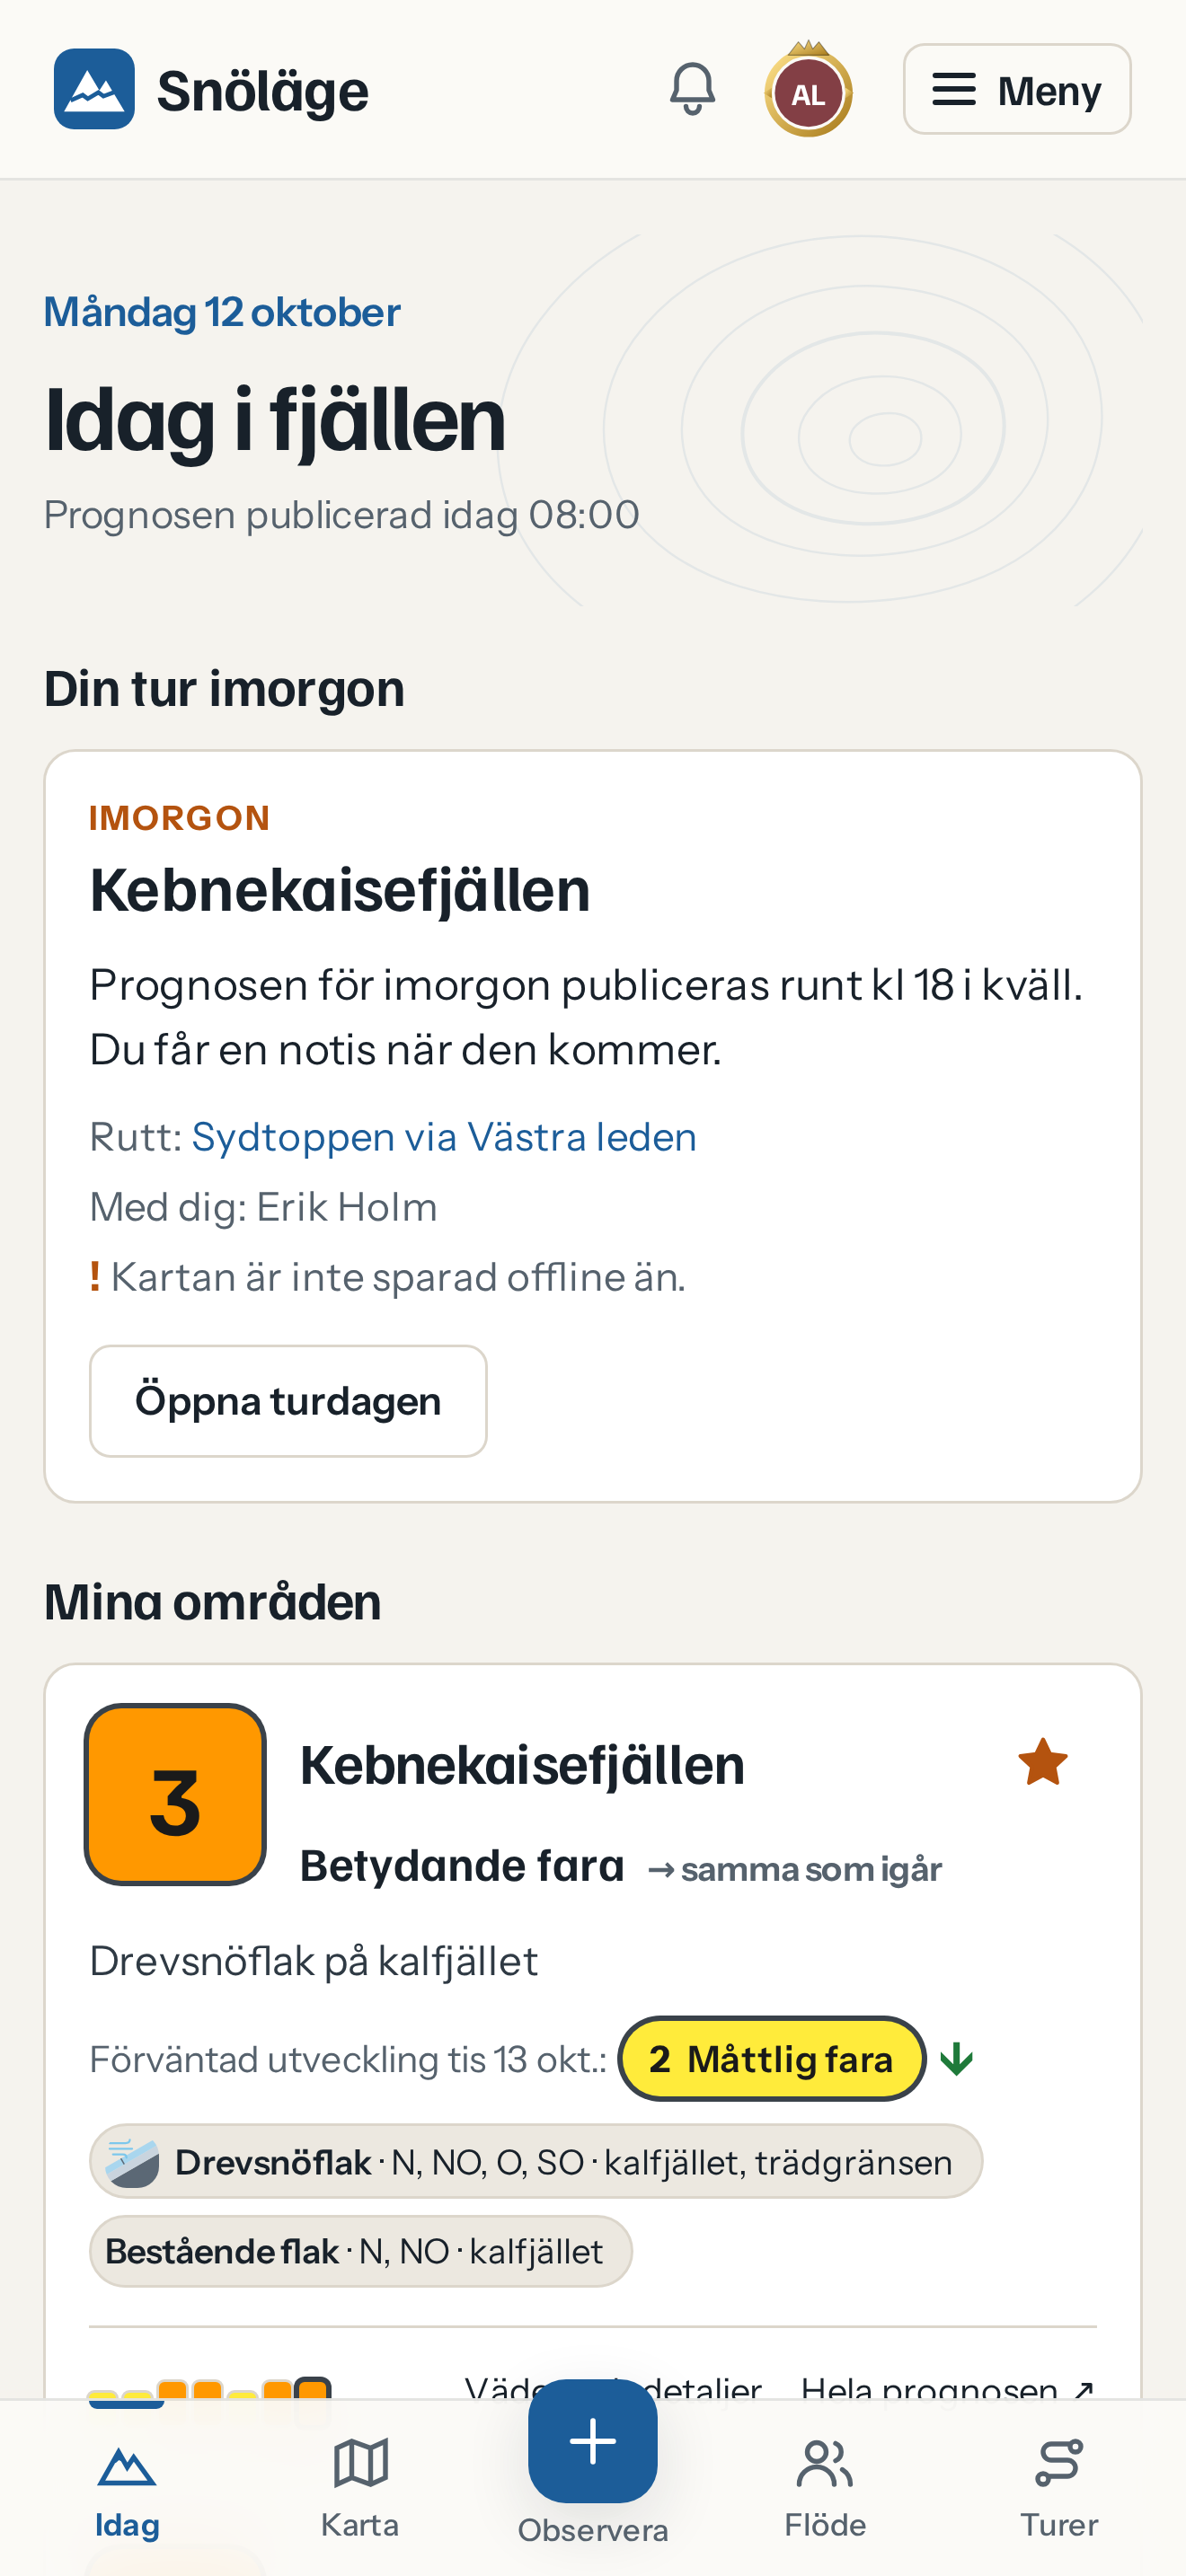 Snöläge
AL
Meny
Måndag 12 oktober
Idag i fjällen
Prognosen publicerad idag 08:00
Din tur imorgon
IMORGON
Kebnekaisefjällen
Prognosen för imorgon publiceras runt kl 18 i kväll.
Du får en notis när den kommer.
Rutt: Sydtoppen via Västra leden
Med dig: Erik Holm
! Kartan är inte sparad offline än.
Öppna turdagen
Mina områden
3
Kebnekaisefjällen
Betydande fara → samma som igår
Drevsnöflak på kalfjället
Förväntad utveckling tis 13 okt.: 2 Måttlig fara ↓
Drevsnöflak · N, NO, O, SO · kalfjället, trädgränsen
Bestående flak · N, NO · kalfjället
detaljer Hela prognosen ↗
Idag
Karta
Observera
Flöde
Turer